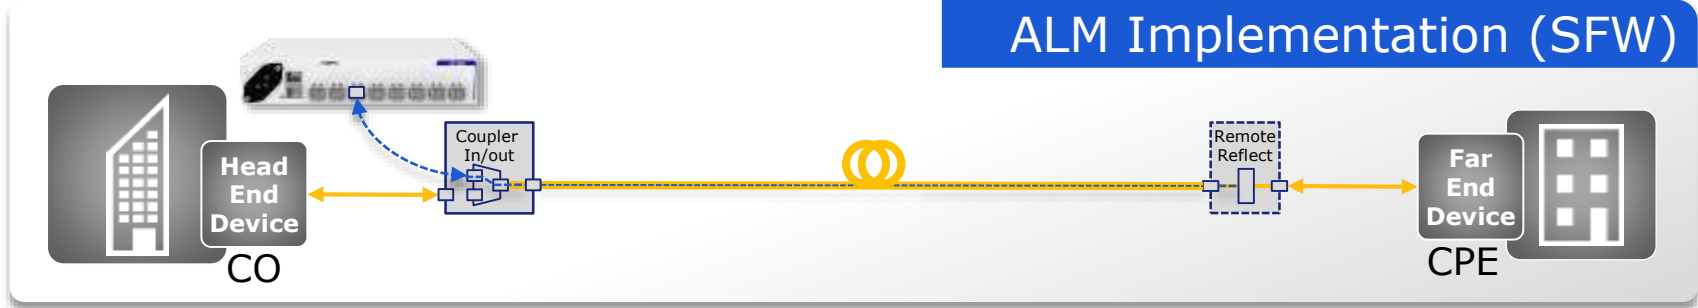 ALM Implementation (SFW)
Coupler
In/out
Remote
Reflect
Head
End
Device
Far
End
Device
CO
CPE